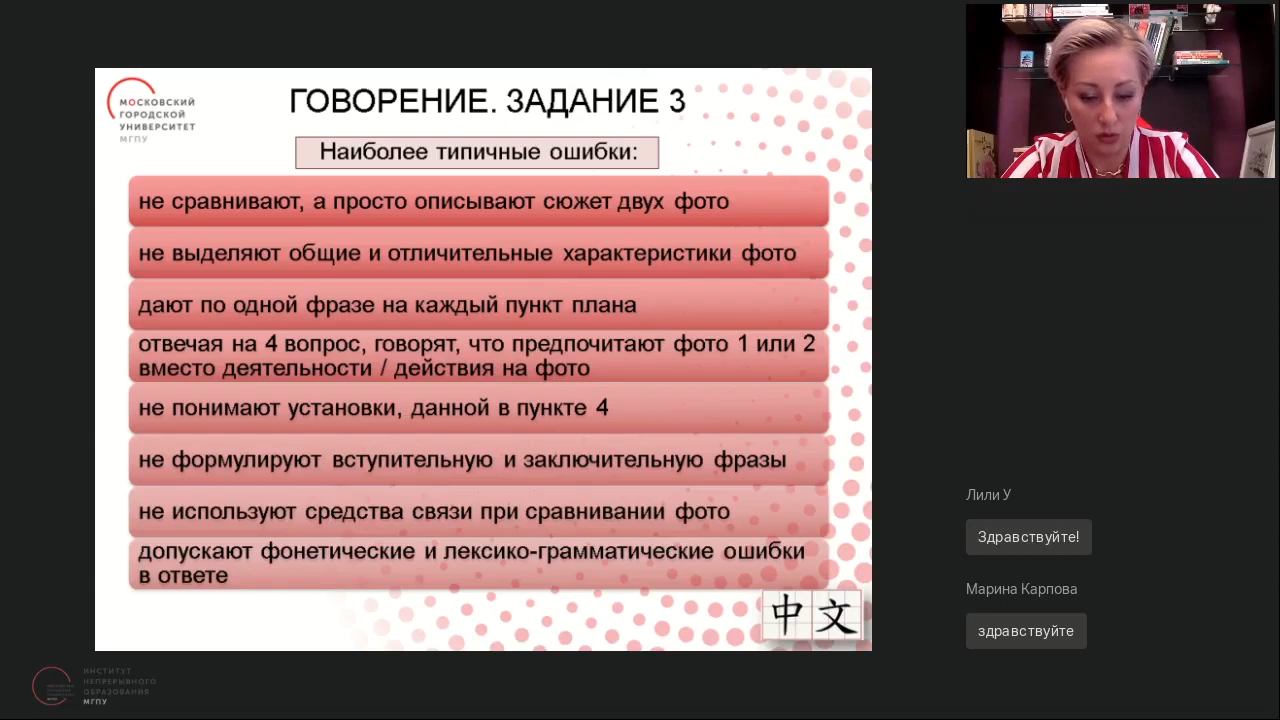 МОСКОВСКИЙ
ГОРОДСКОЙ
УНИВЕРСИТЕТ
МГПУ
ГОВОРЕНИЕ. ЗАДАНИЕ 3
Наиболее типичные ошибки:
не сравнивают, а просто описывают сюжет двух фото
не выделяют общие и отличительные характеристики фото
дают по одной фразе на каждый пункт плана
отвечая на 4 вопрос, говорят, что предпочитают фото 1 или 2
вместо деятельности / действия на фото
не понимают установки, данной в пункте 4
не формулируют вступительную и заключительную фразы
не используют средства связи при сравнивании фото
допускают фонетические и лексико-грамматические ошибки
в ответе
中文
ИНСТИТУТ
НЕПРЕРЫВНОГО
ОБРАЗОВАНИЯ
МГПУ
Лили У
Здравствуйте!
Марина Карпова
здравствуйте